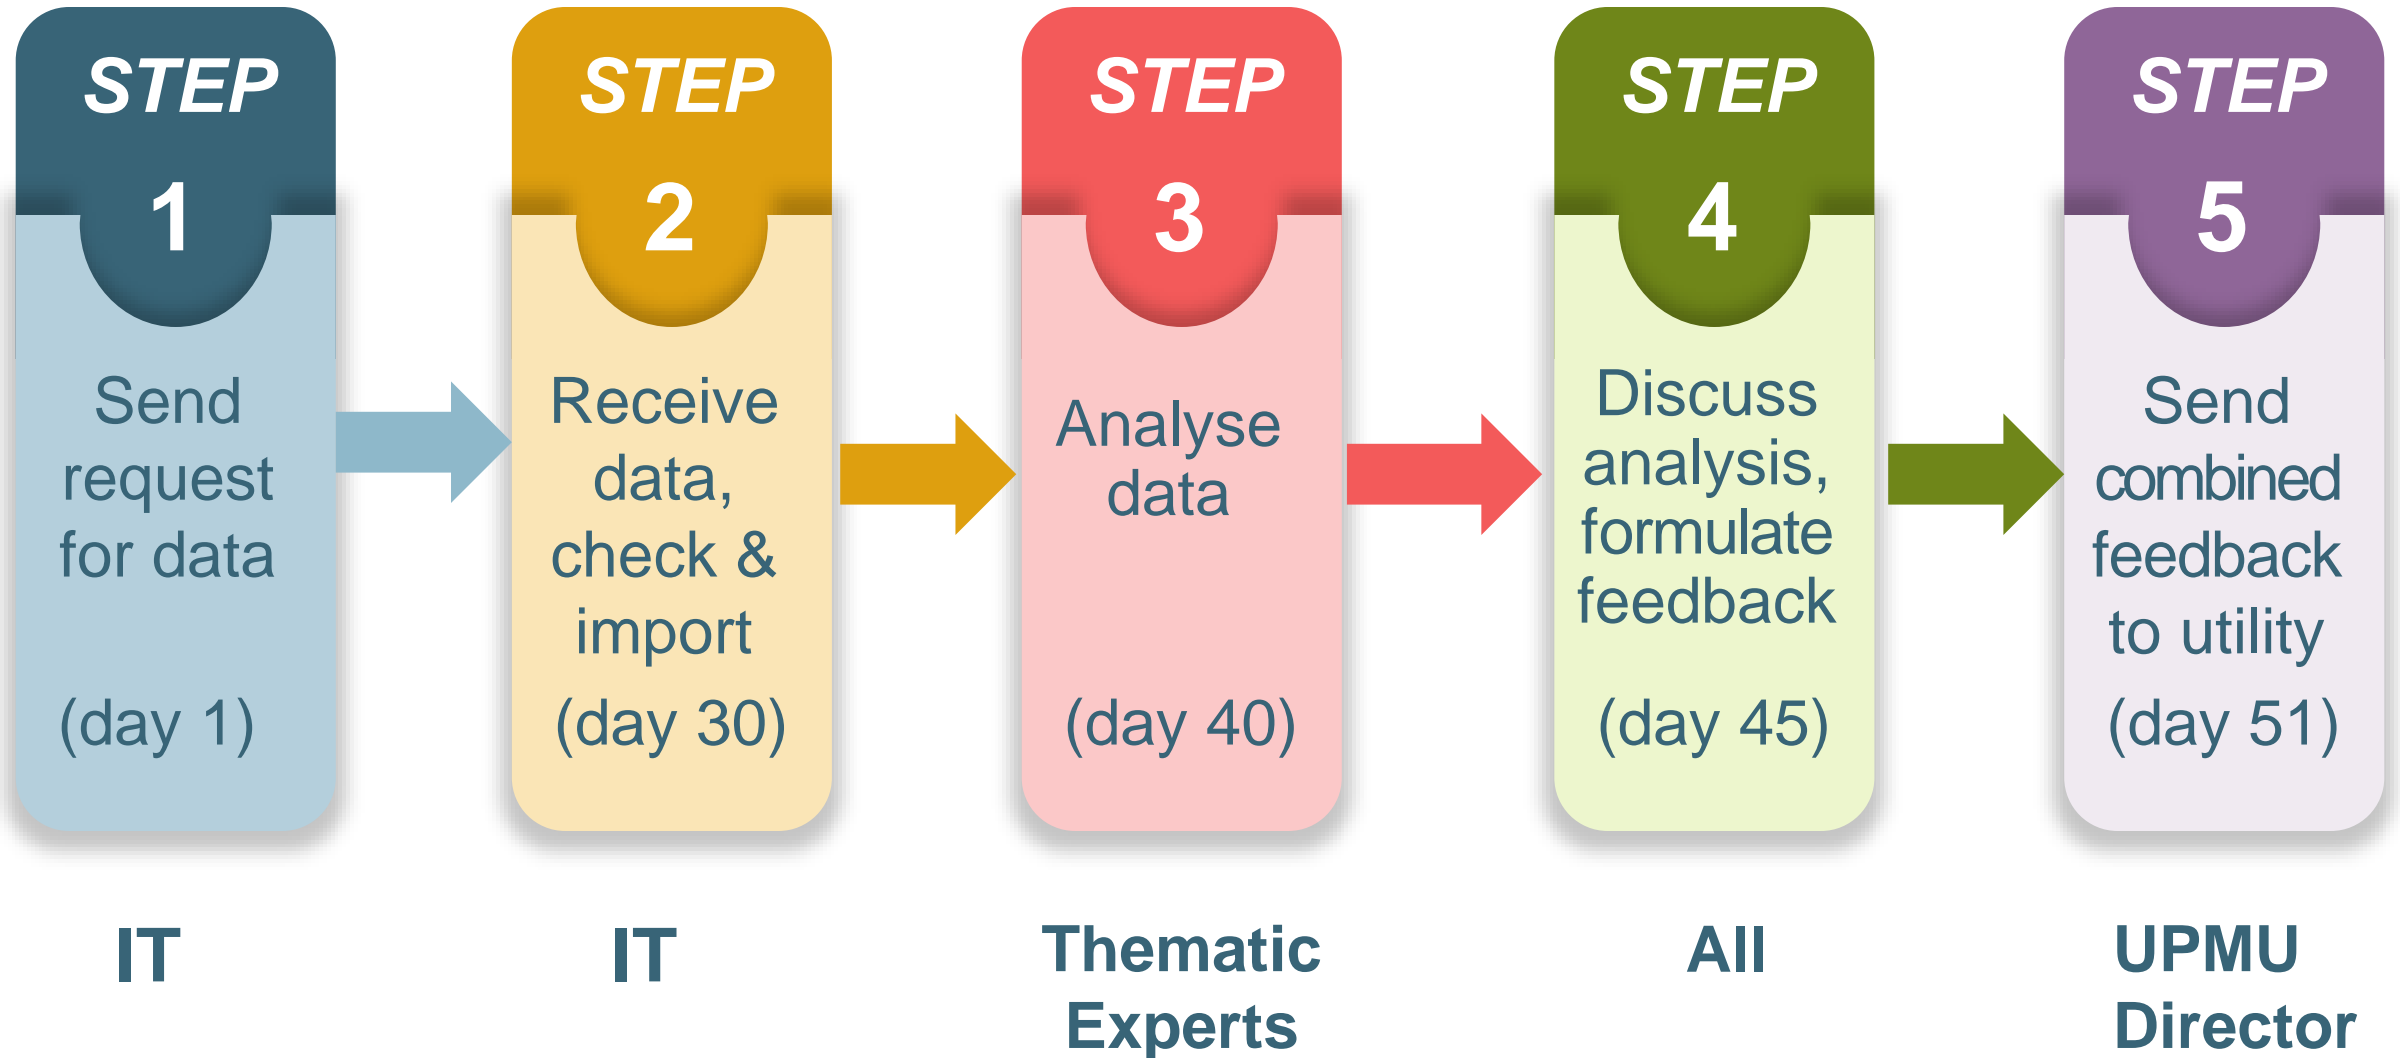 STEP
1
Send
request
for data
(day 1)
IT
STEP
2
Receive
data,
check &
import
(day 30)
IT
STEP
3
Analyse
data
(day 40)
Thematic
Experts
STEP
4
Discuss
analysis,
formulate
feedback
(day 45)
All
STEP
5
Send
combined
feedback
to utility
(day 51)
UPMU
Director